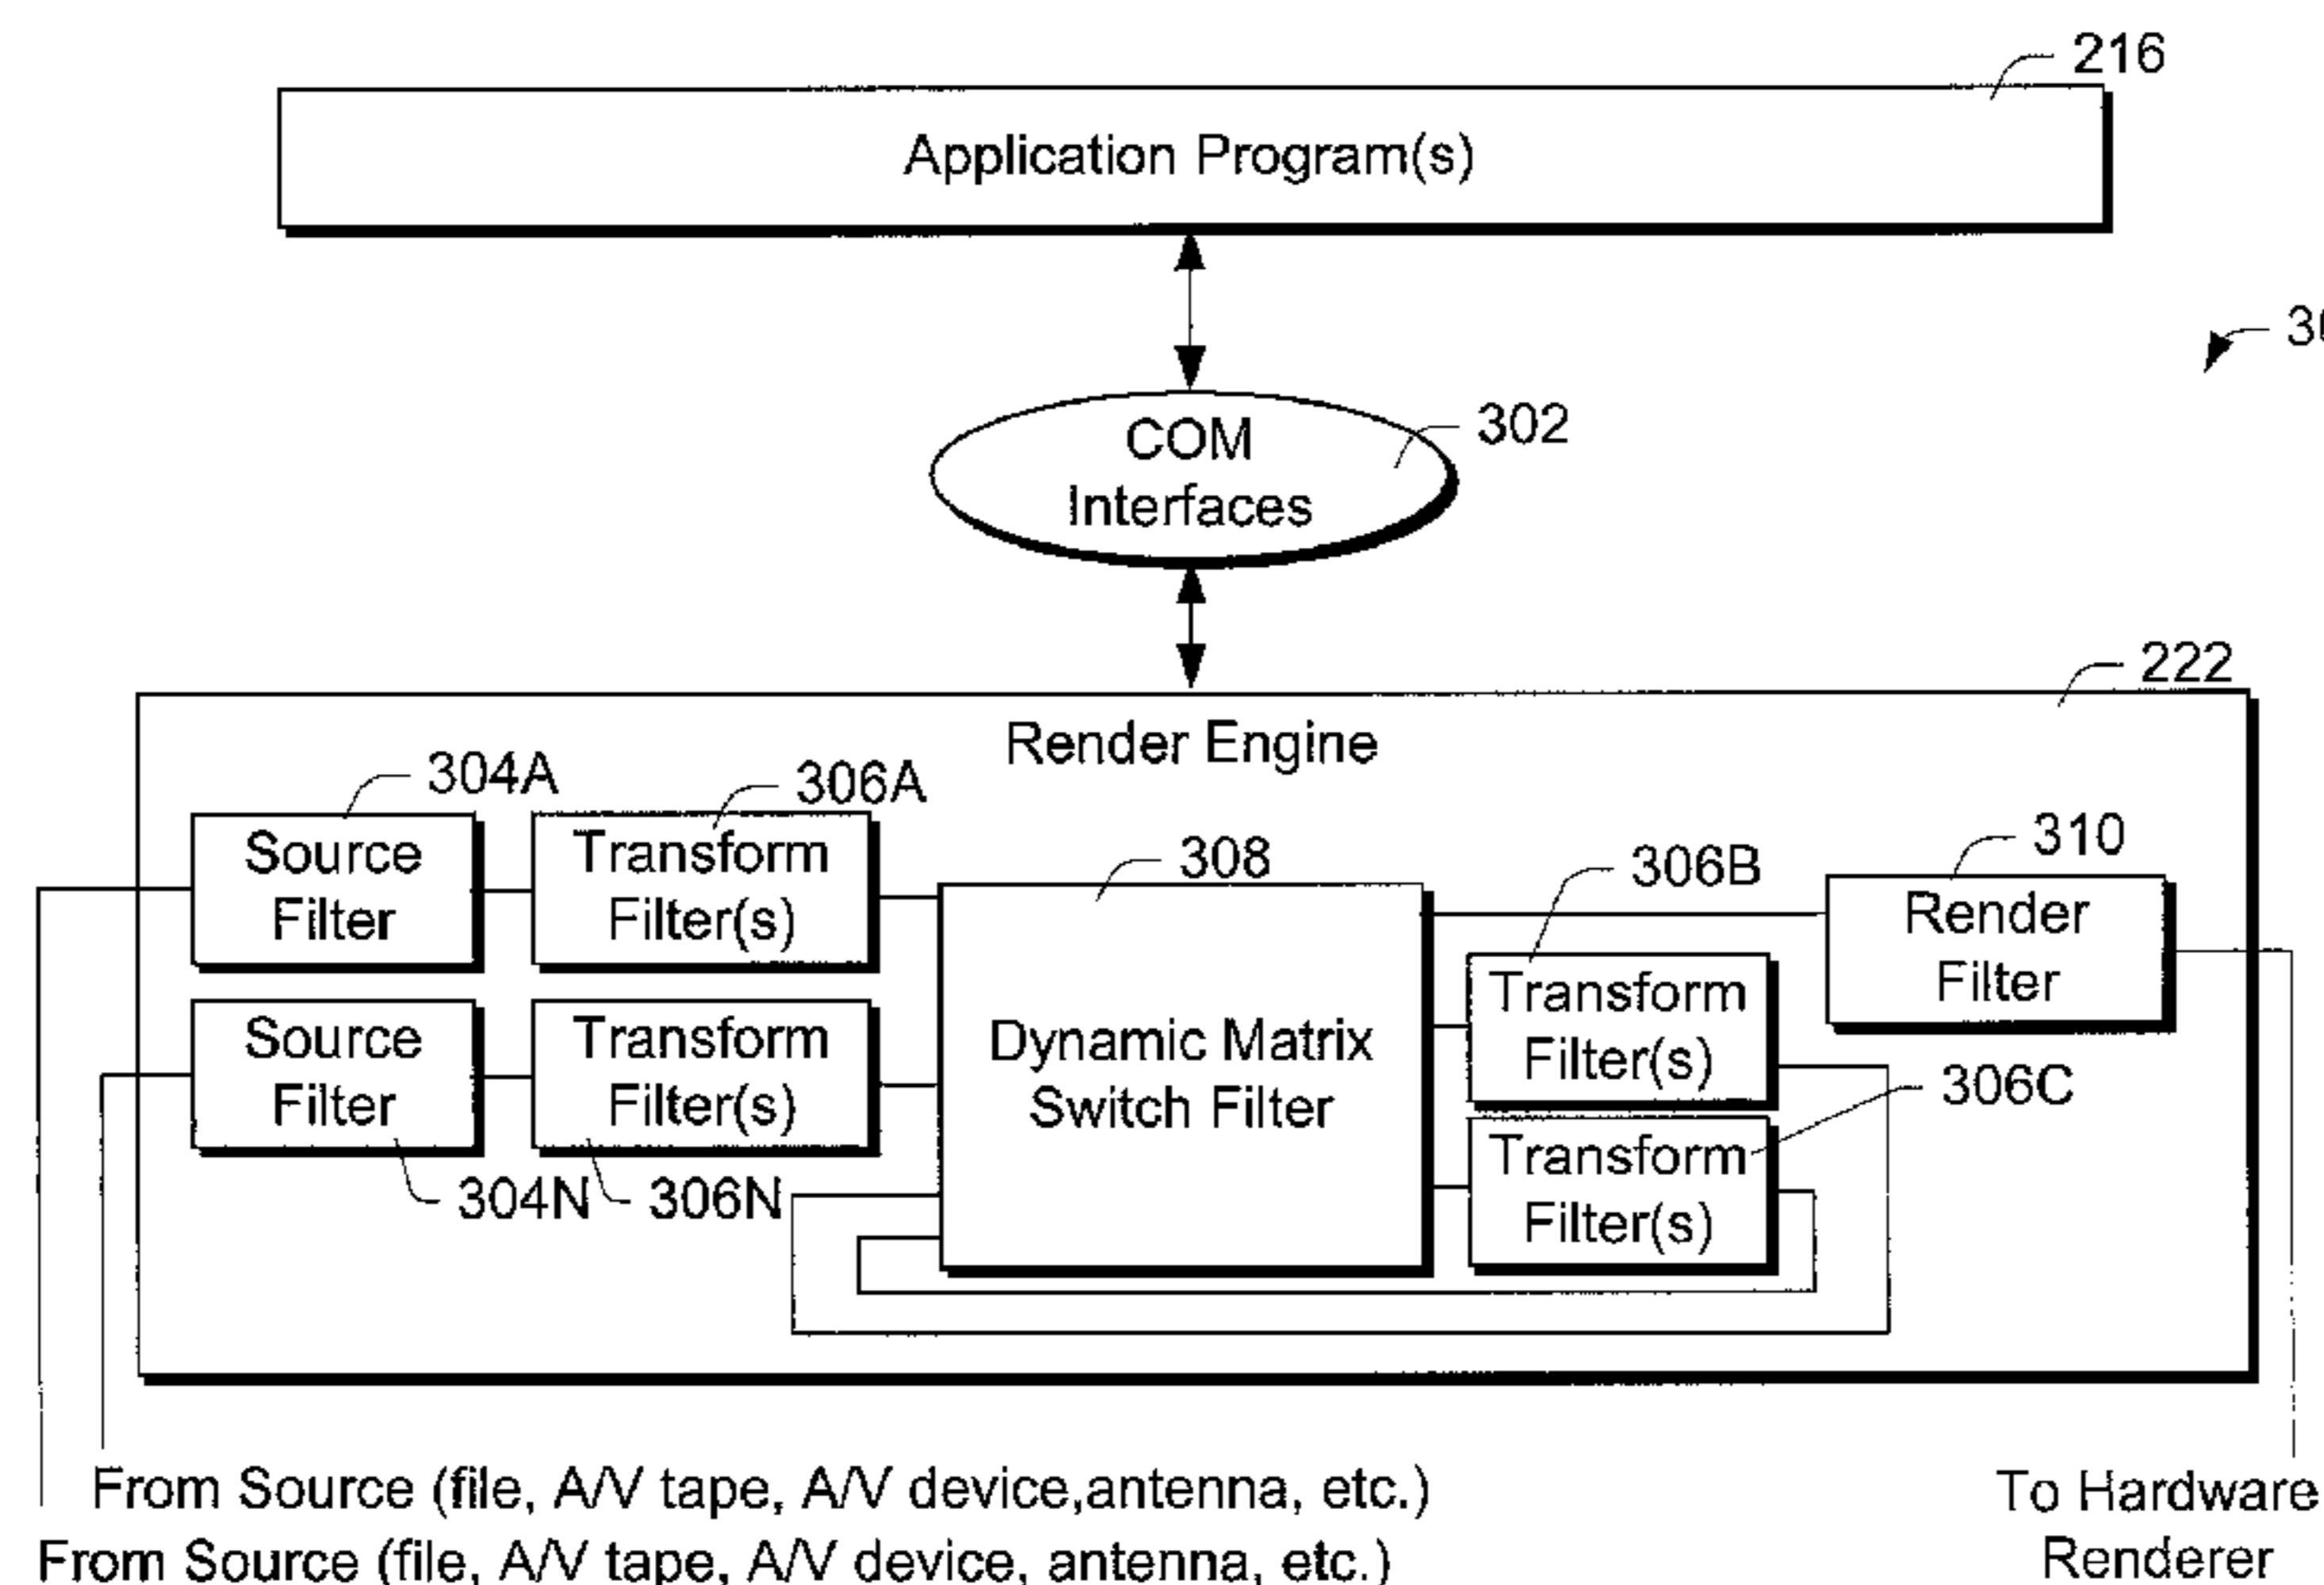 216
Application Program(s)
COM
Interfaces
302
222
Render Engine
304A
306A
308
306B
310
Source
Filter
Transform
Filter(s)
Render
Filter
Source
Filter
Transform
Filter(s)
Dynamic Matrix
Switch Filter
Transform
Filter(s)
306C
304N
306N
Transform
Filter(s)
From Source (file, A/V tape, A/V device,antenna, etc.)
From Source (file, A/V tape, A/V device, antenna, etc.)
To Hardware
Renderer